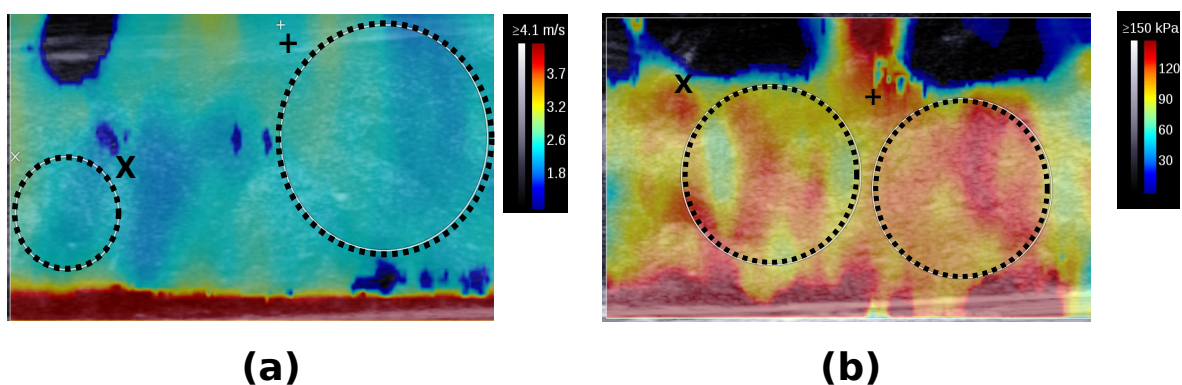 ≥4.1 m/s
3.7
3.2
2.6
1.8
≥150 kPa
120
90
60
30
+
+
X
×
X
+
(a)
(b)